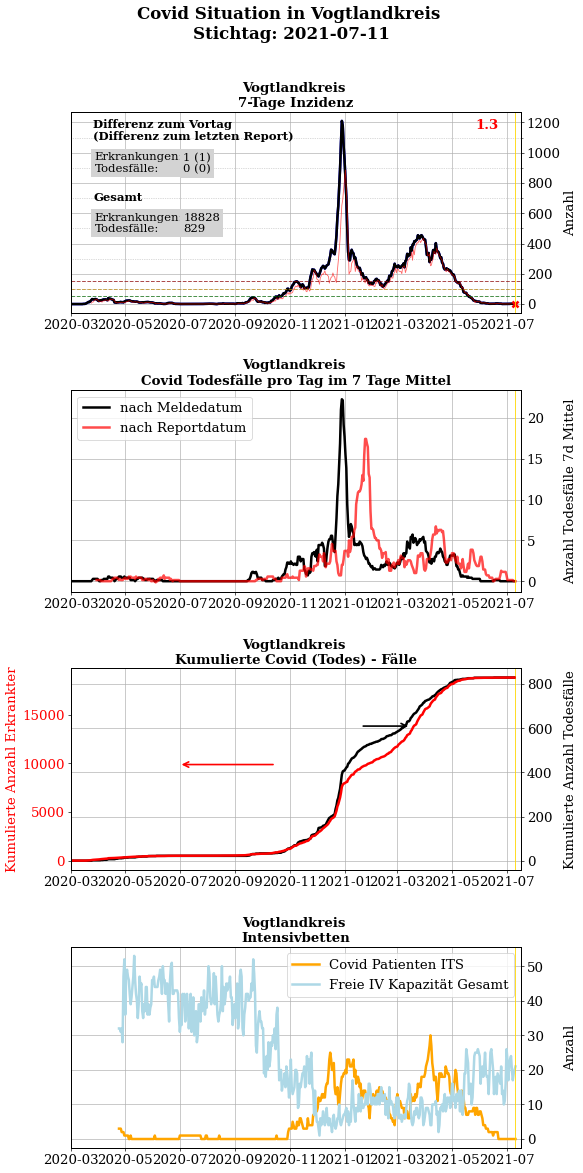 Covid Situation in Vogtlandkreis
Stichtag: 2021-07-11
Vogtlandkreis
7-Tage Inzidenz
Differenz zum Vortag
(Differenz zum letzten Report)
Erkrankungen 1 (1)
Todesfälle: 0 (0)
Gesamt
Erkrankungen 18828
Todesfälle: 829
1.3
1200
1000
800
600
400
200
0
Anzahl
2020-03 2020-05 2020-07 2020-09 2020-11 2021-01 2021-03 2021-05 2021-07
Vogtlandkreis
Covid Todesfälle pro Tag im 7 Tage Mittel
nach Meldedatum
nach Reportdatum
20
15
10
5
0
Anzahl Todesfälle 7d Mittel
2020-03 2020-05 2020-07 2020-09 2020-11 2021-01 2021-03 2021-05 2021-07
Vogtlandkreis
Kumulierte Covid (Todes) - Fälle
Kumulierte Anzahl Erkrankter
15000
10000
5000
0
800
600
400
200
0
Kumulierte Anzahl Todesfälle
2020-03 2020-05 2020-07 2020-09 2020-11 2021-01 2021-03 2021-05 2021-07
Vogtlandkreis
Intensivbetten
Covid Patienten ITS
Freie IV Kapazität Gesamt
50
40
30
20
10
0
Anzahl
2020-03 2020-05 2020-07 2020-09 2020-11 2021-01 2021-03 2021-05 2021-07